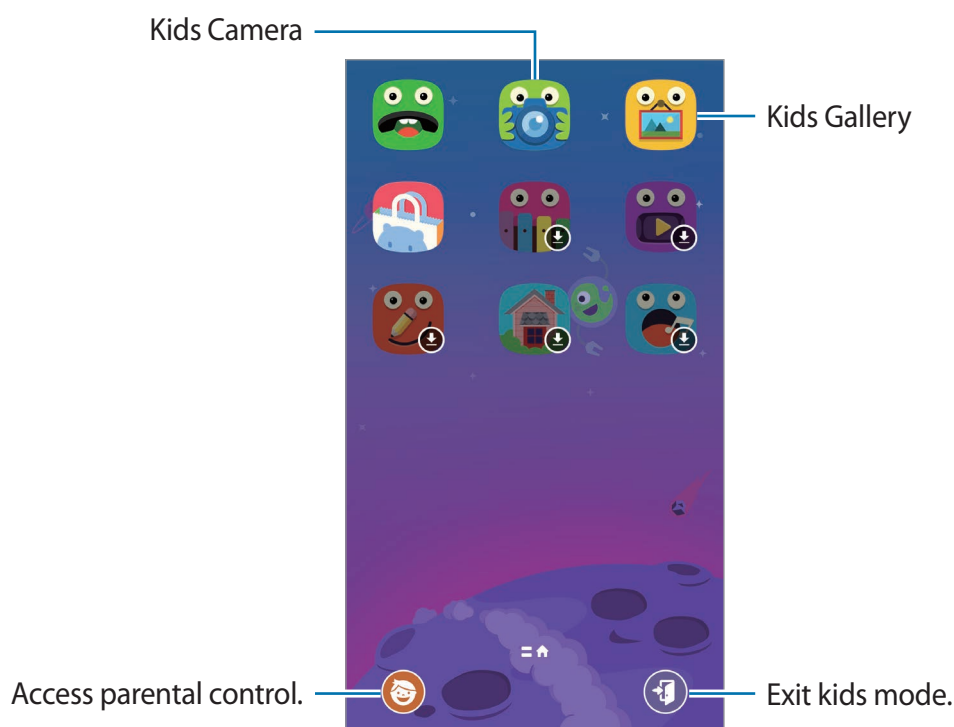 Kids Camera
Kids Gallery
Access parental control.
Exit kids mode.